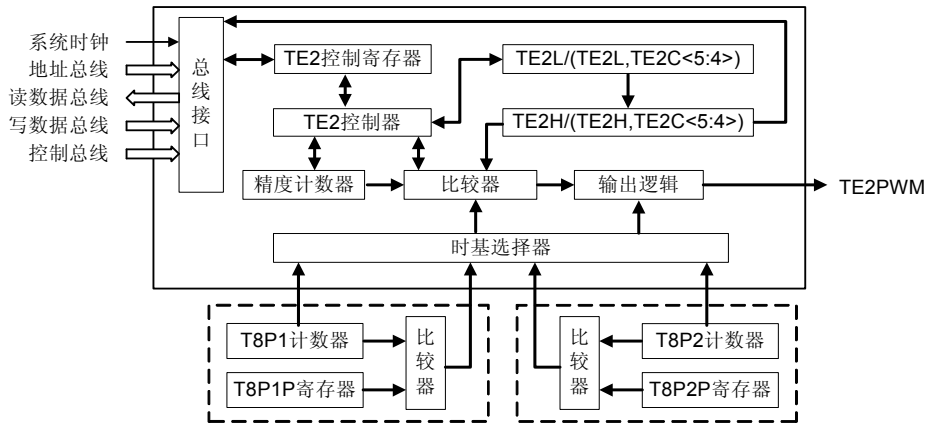 系统时钟
地址总线
读数据总线
写数据总线
控制总线
总线接口
TE2控制寄存器
TE2L/(TE2L,TE2C<5:4>)
TE2控制器
TE2H/(TE2H,TE2C<5:4>)
精度计数器
比较器
输出逻辑
TE2PWM
时基选择器
T8P1计数器
T8P1P寄存器
比较器
比较器
T8P2计数器
T8P2P寄存器